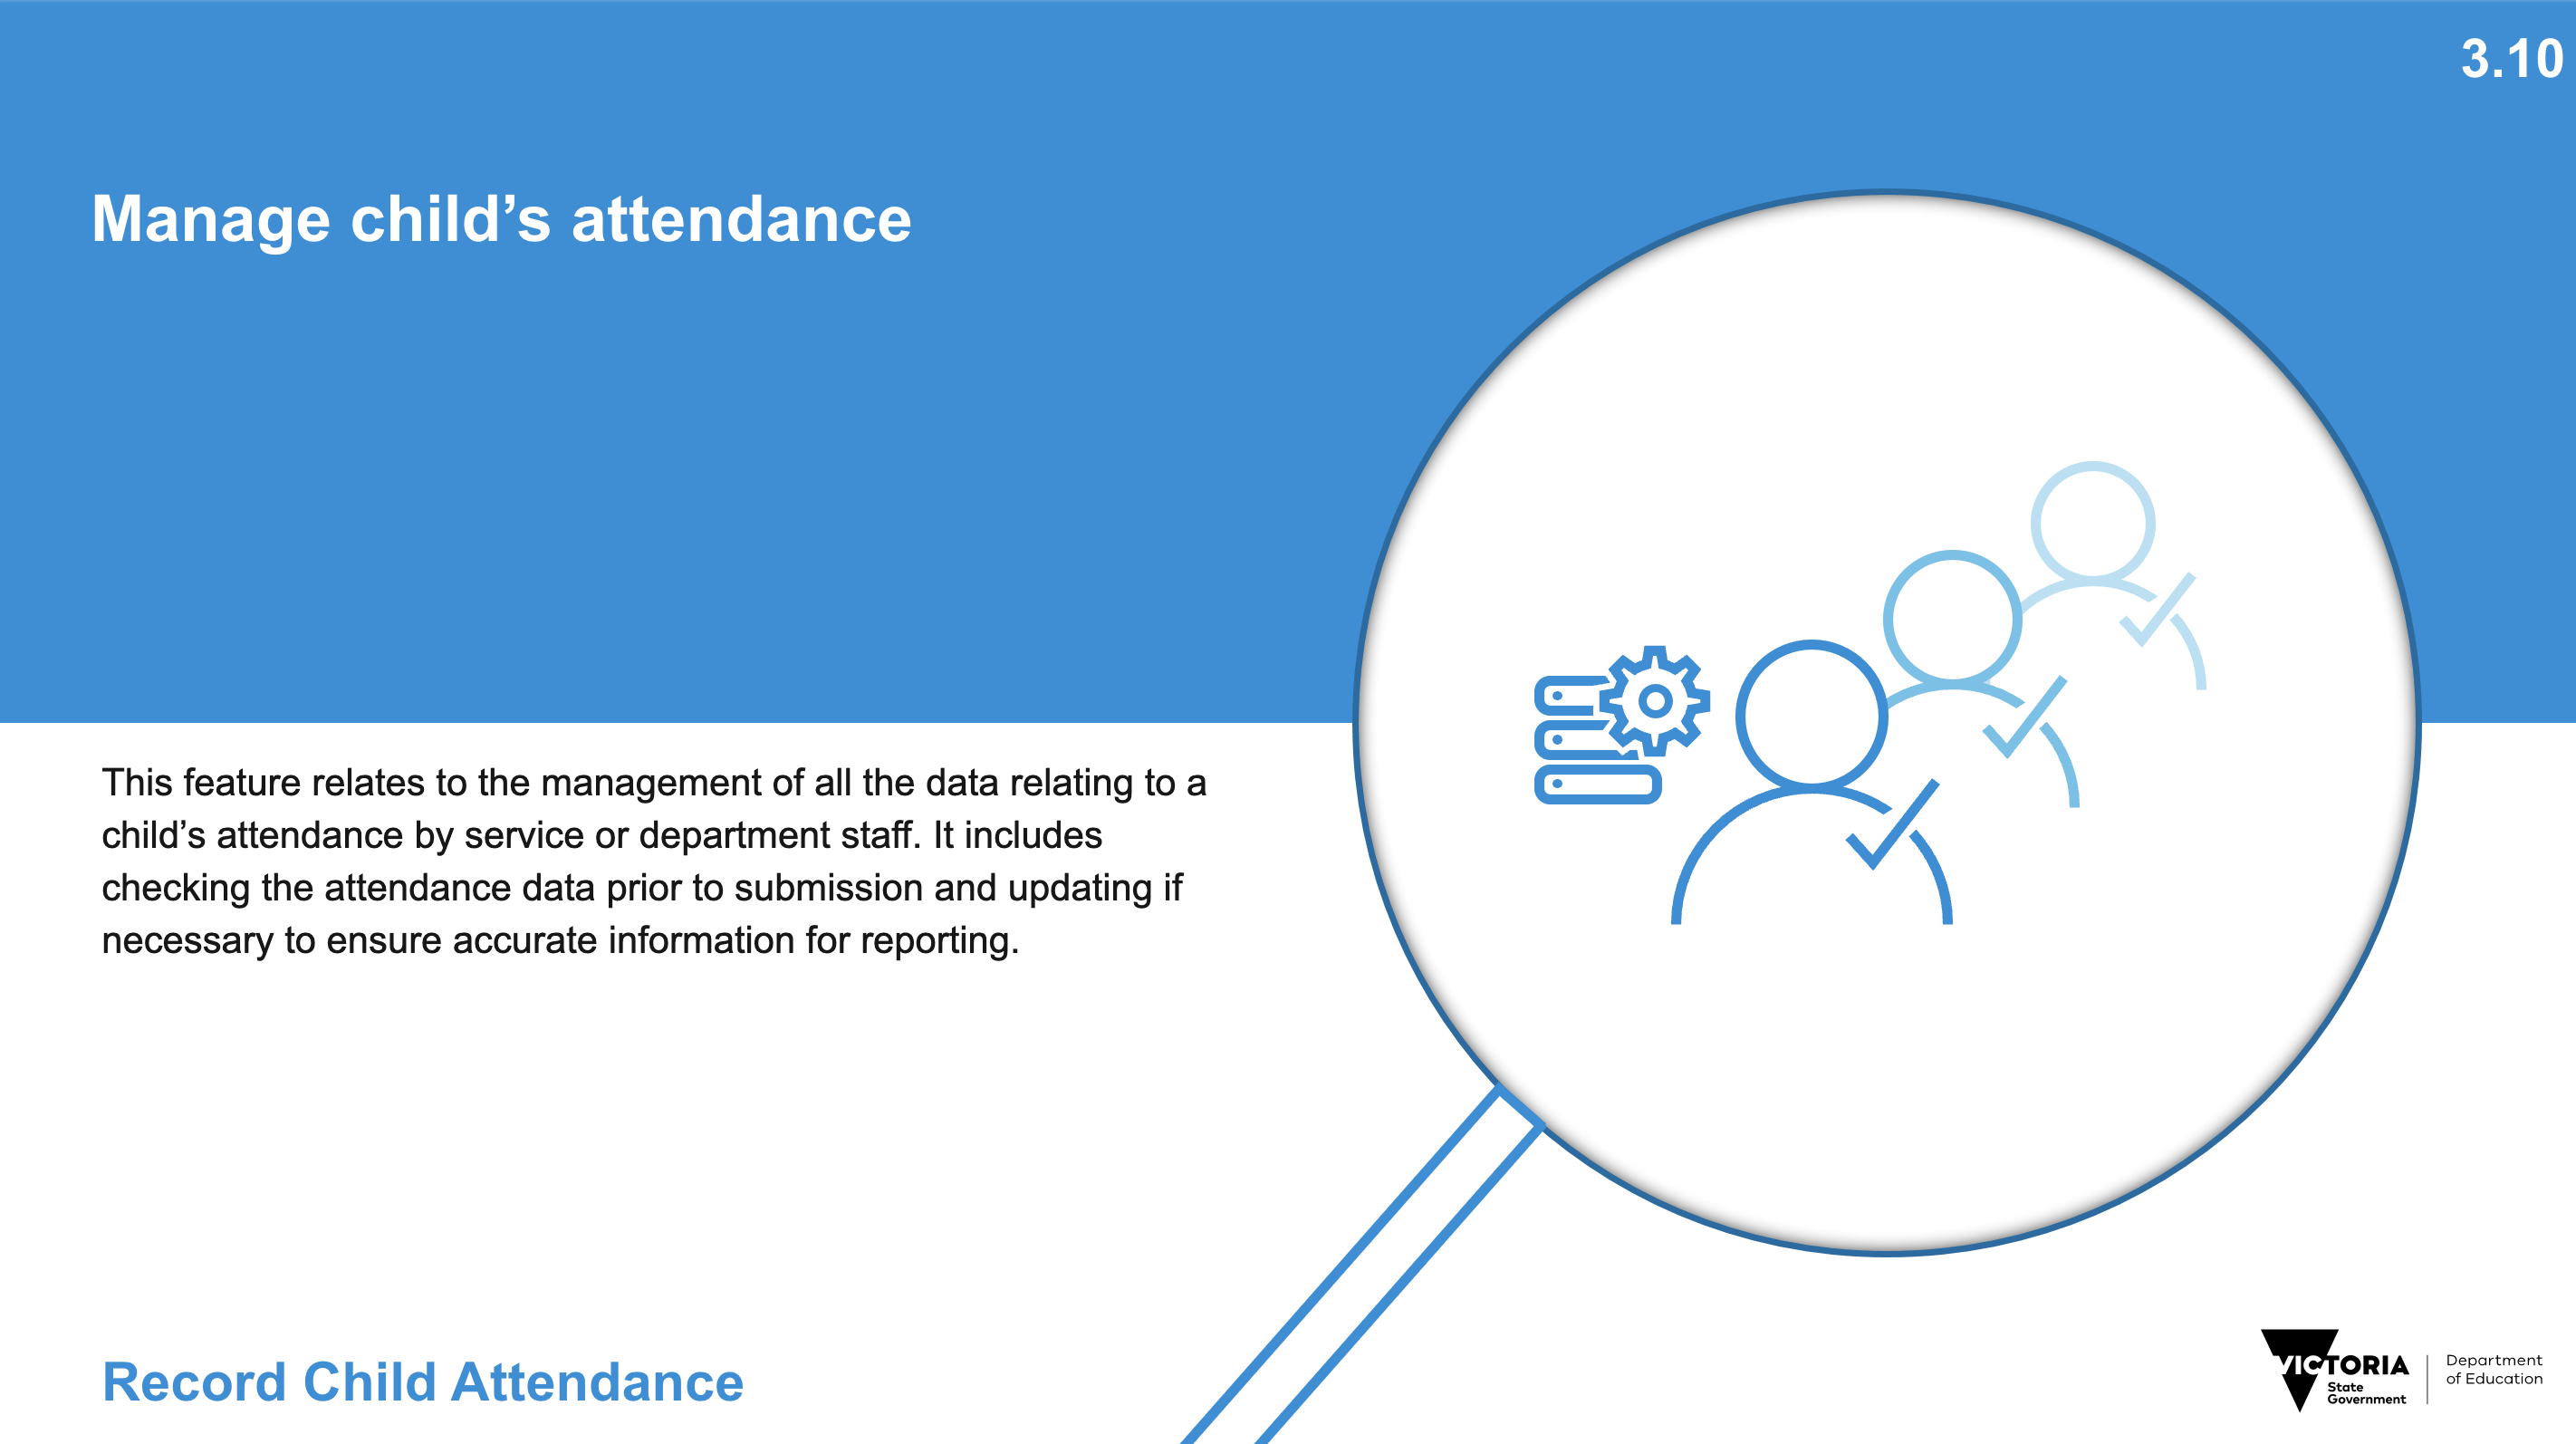 3.10
Manage child’s attendance
This feature relates to the management of all the data relating to a
child’s attendance by service or department staff. It includes
checking the attendance data prior to submission and updating if
necessary to ensure accurate information for reporting.
Record Child Attendance
VICTORIA
State
Government
Department
of Education